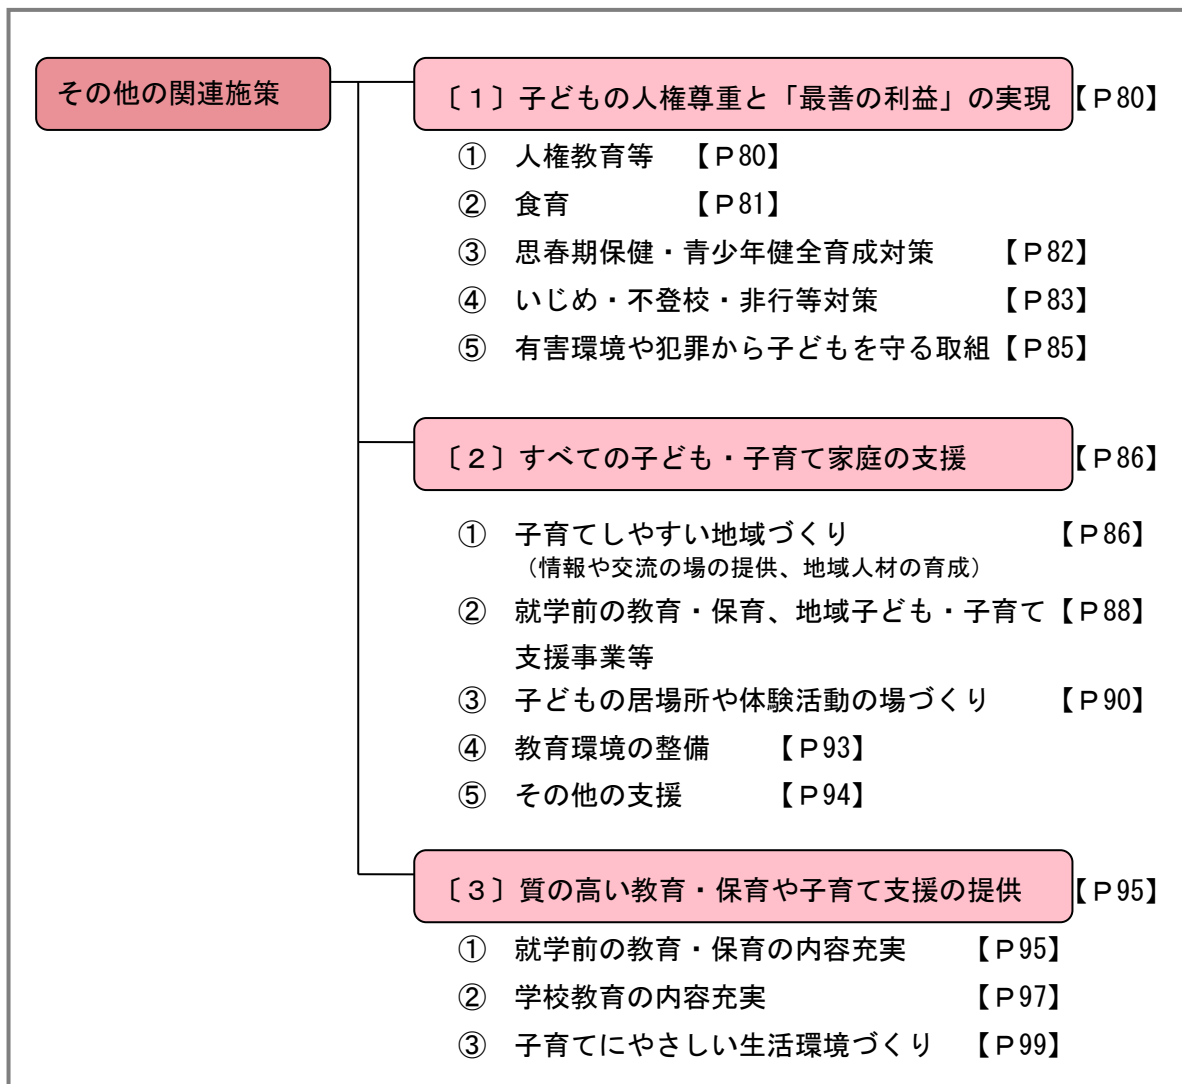 その他の関連施策
〔１〕子どもの人権尊重と「最善の利益」の実現【Ｐ80】
① 人権教育等 【Ｐ80】
② 食育 【Ｐ81】
③ 思春期保健・青少年健全育成対策 【Ｐ82】
④ いじめ・不登校・非行等対策 【Ｐ83】
⑤ 有害環境や犯罪から子どもを守る取組【Ｐ85】
〔２〕すべての子ども・子育て家庭の支援 【Ｐ86】
① 子育てしやすい地域づくり 【Ｐ86】
（情報や交流の場の提供、地域人材の育成）
② 就学前の教育・保育、地域子ども・子育て【Ｐ88】
支援事業等
③ 子どもの居場所や体験活動の場づくり 【Ｐ90】
④ 教育環境の整備 【Ｐ93】
⑤ その他の支援 【Ｐ94】
〔３〕質の高い教育・保育や子育て支援の提供 【Ｐ95】
① 就学前の教育・保育の内容充実 【Ｐ95】
② 学校教育の内容充実 【Ｐ97】
③ 子育てにやさしい生活環境づくり 【Ｐ99】